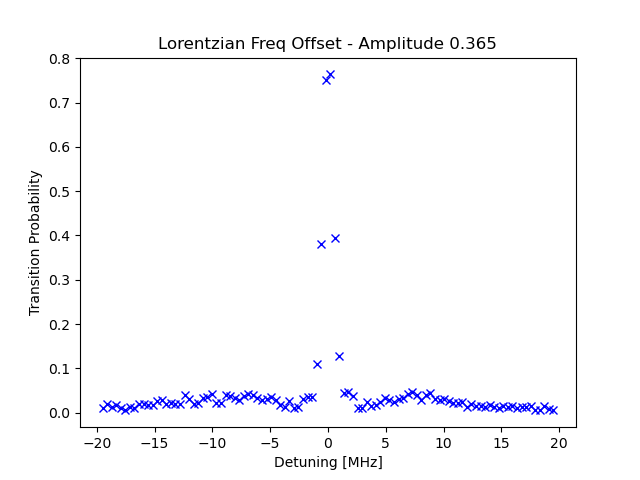 Lorentzian Freq Offset - Amplitude 0.365
0.8
0.7
0.6
0.5
0.4
0.3
0.2
0.1
0.0
Transition Probability
−20 −15 −10 −5 0 5 10 15 20
Detuning [MHz]